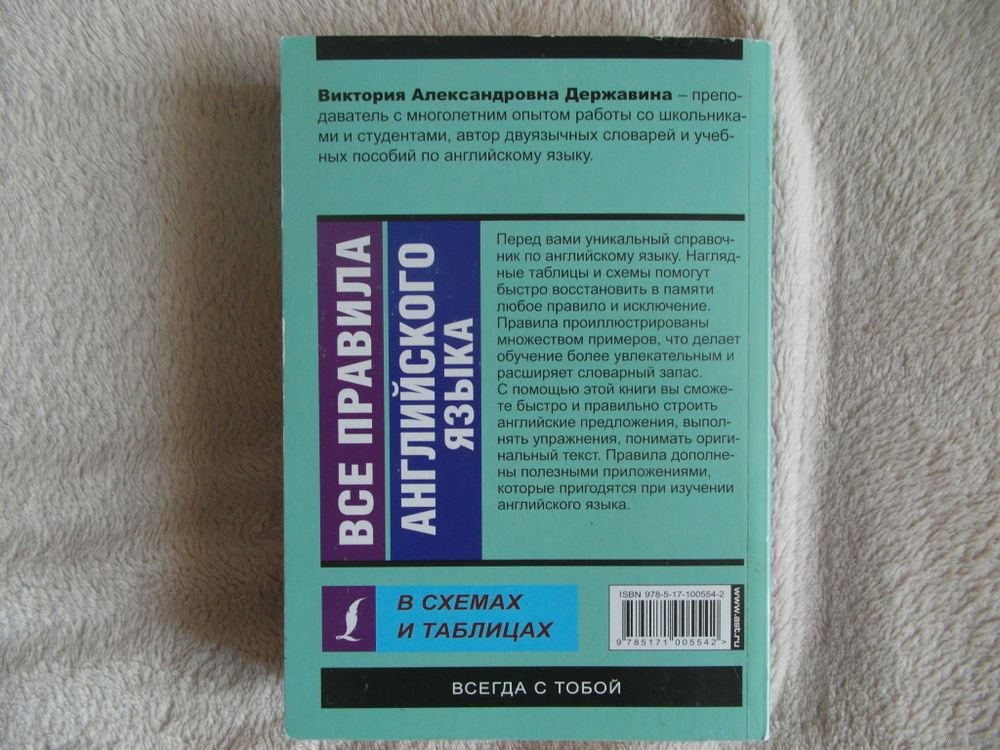 Виктория Александровна Державина – препо-
даватель с многолетним опытом работы со школьника-
ми и студентами, автор двуязычных словарей и учеб-
ных пособий по английскому языку.
ВСЕ ПРАВИЛА
АНГЛИЙСКОГО
ЯЗЫКА
Перед вами уникальный справоч-
ник по английскому языку. Нагляд-
ные таблицы и схемы помогут
быстро восстановить в памяти
любое правило и исключение.
Правила проиллюстрированы
множеством примеров, что делает
обучение более увлекательным и
расширяет словарный запас.
С помощью этой книги вы сможе-
те быстро и правильно строить
английские предложения, выпол-
нять упражнения, понимать ориги-
нальный текст. Правила дополне-
ны полезными приложениями,
которые пригодятся при изучении
английского языка.
В СХЕМАХ
И ТАБЛИЦАХ
ISBN 978-5-17-100554-2
9 785171 005542
www.ast.ru
ВСЕГДА С ТОБОЙ